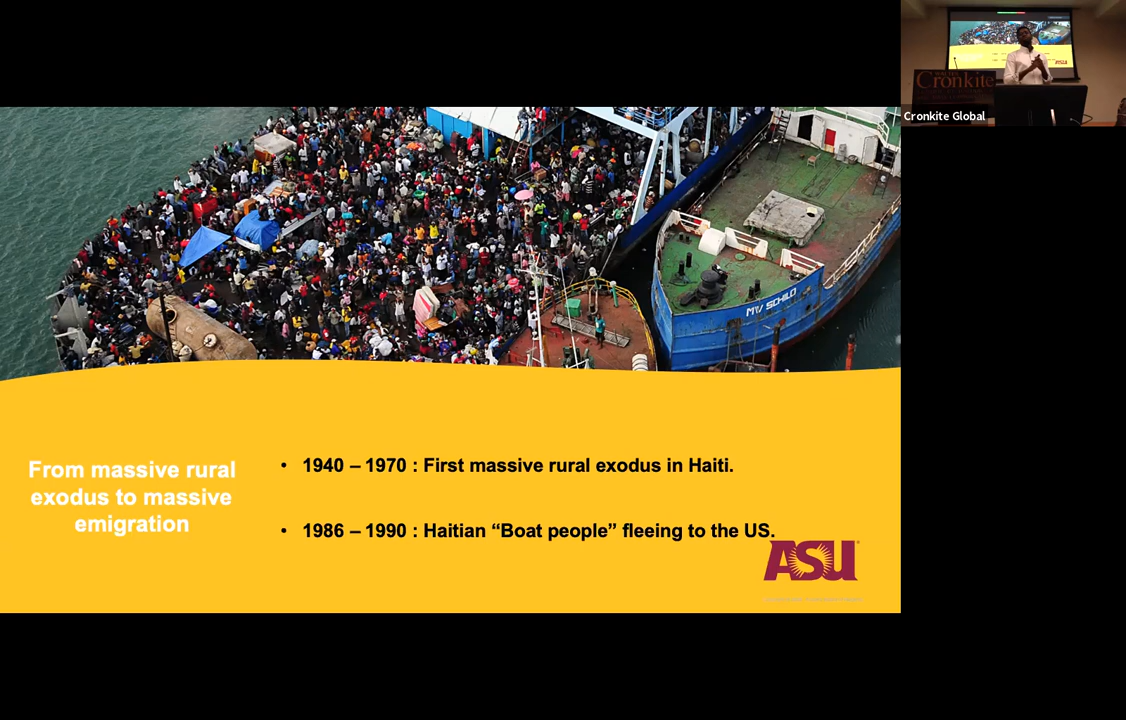 Cronkite
Cronkite Global
MV SCHILO
From massive rural
exodus to massive
emigration
• 1940 – 1970 : First massive rural exodus in Haiti.
• 1986 – 1990 : Haitian “Boat people” fleeing to the US.
ASU